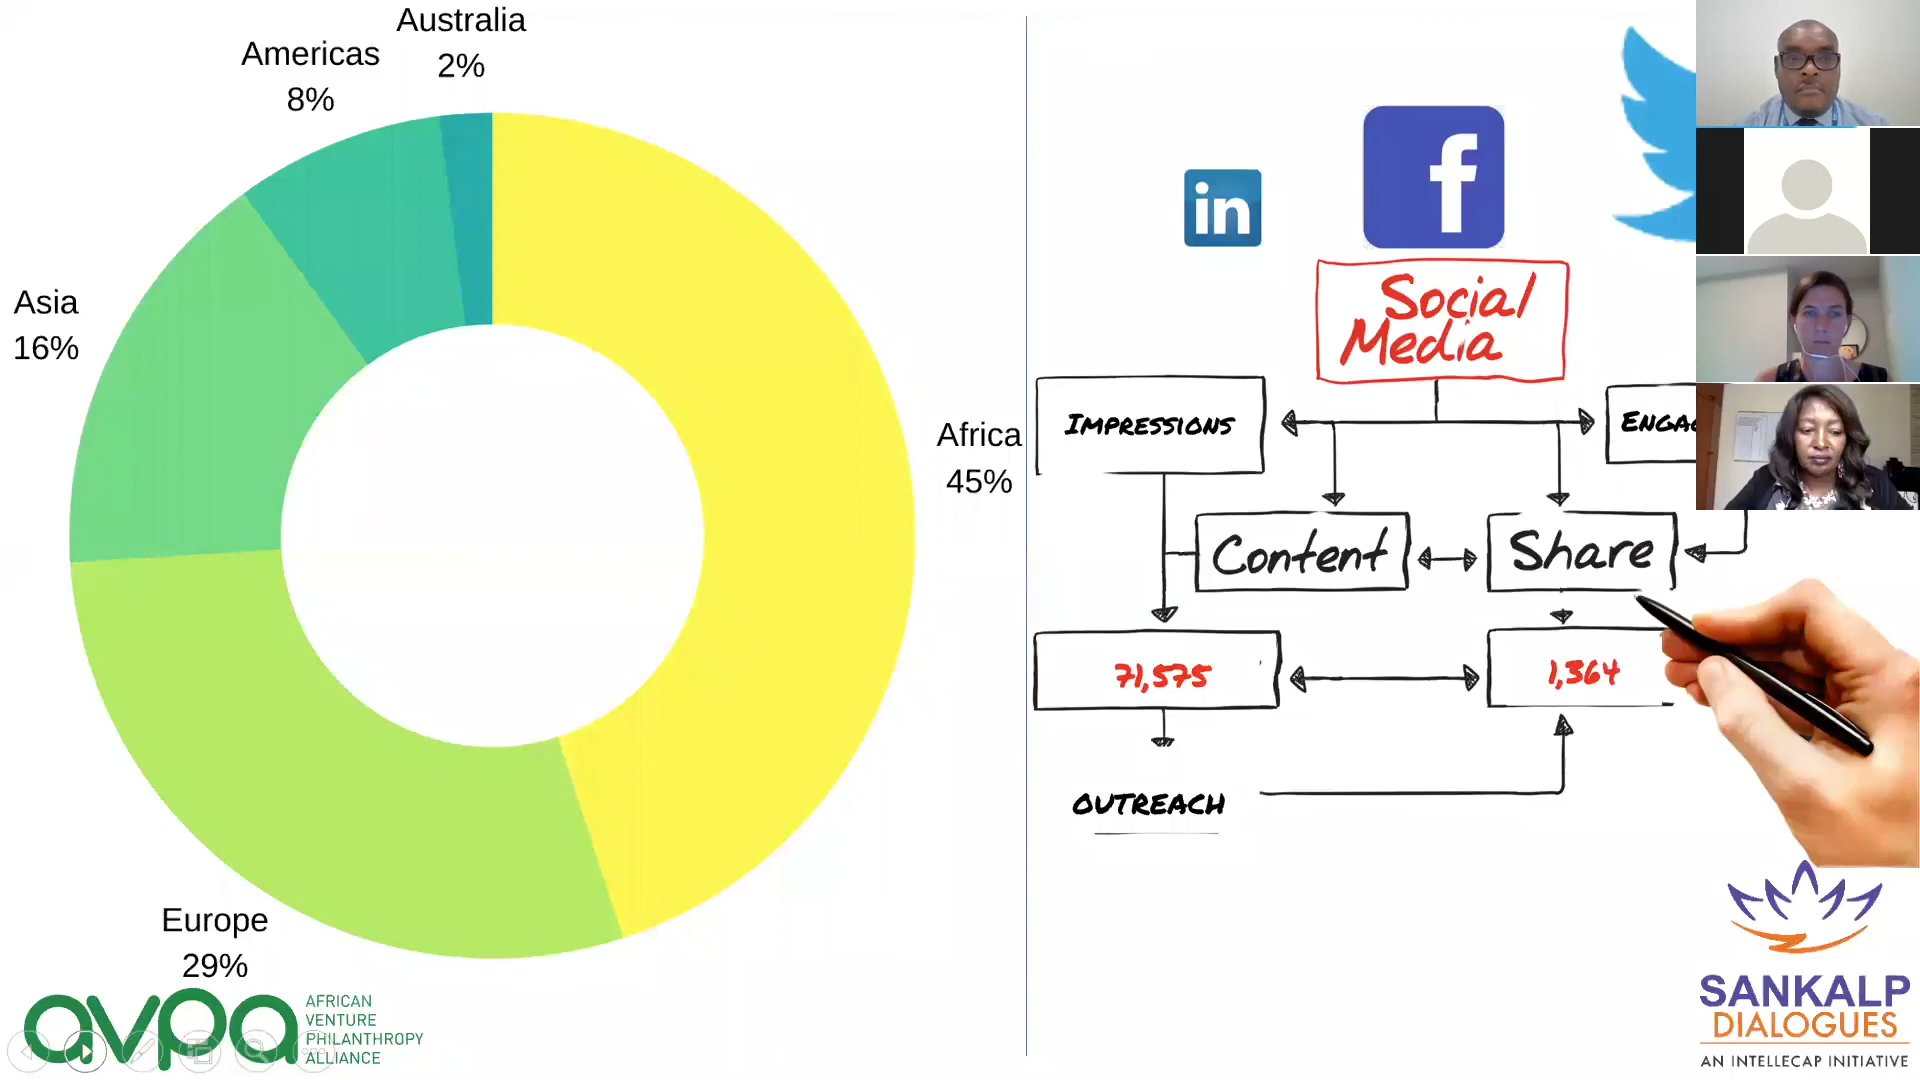 Australia
2%
Americas
8%
Asia
16%
Africa
45%
Europe
29%
avpa
AFRICAN
VENTURE
PHILANTHROPY
ALLIANCE
in
f
Social
Media
IMPRESSIONS
Content
Share
71,575
1,364
OUTREACH
SANKALP
DIALOGUES
AN INTELLECAP INITIATIVE